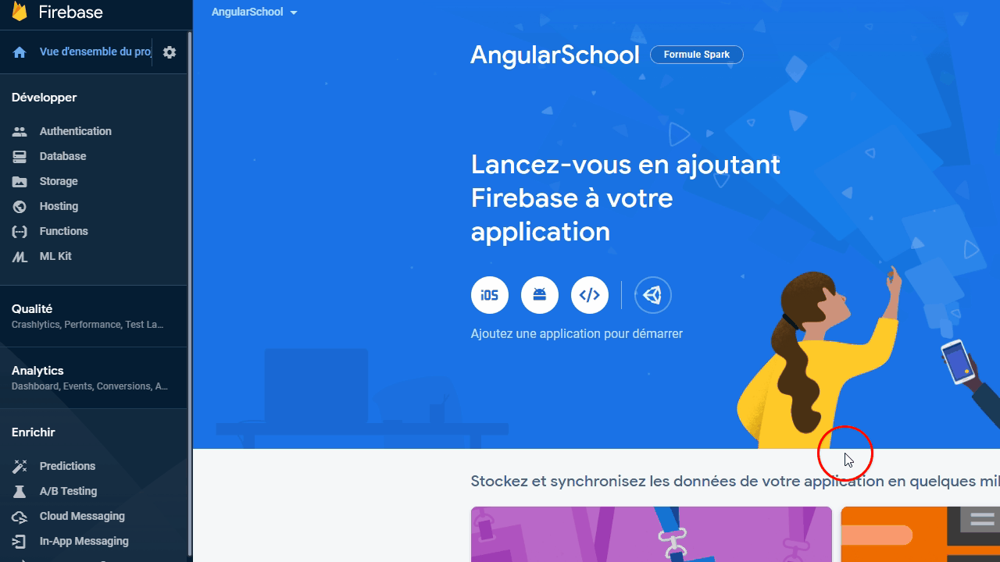 Firebase
Vue d'ensemble du pro
Développer
Authentication
Database
Storage
Hosting
Functions
ML Kit
Qualité
Crashlytics, Performance, Test La...
Analytics
Dashboard, Events, Conversions, A...
Enrichir
Predictions
A/B Testing
Cloud Messaging
In-App Messaging
AngularSchool
AngularSchool
Formule Spark
Lancez-vous en ajoutant
Firebase à votre
application
iOS
Ajoutez une application pour démarrer
Stockez et synchronisez les données de votre application en quelques mil